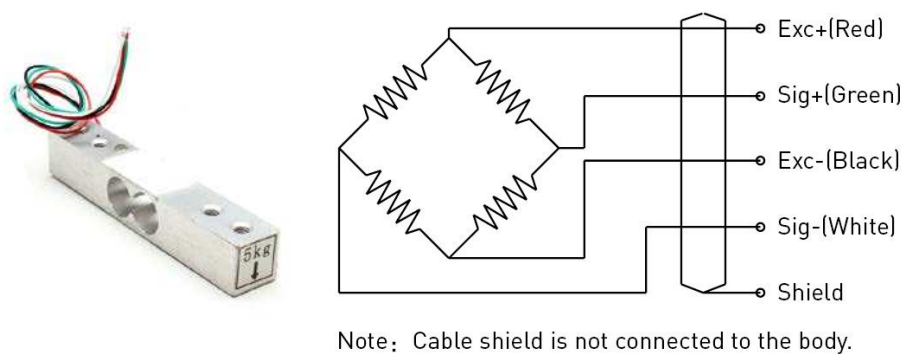 Exc+(Red)
Sig+(Green)
Exc-(Black)
Sig-(White)
Shield
5kg
Note: Cable shield is not connected to the body.